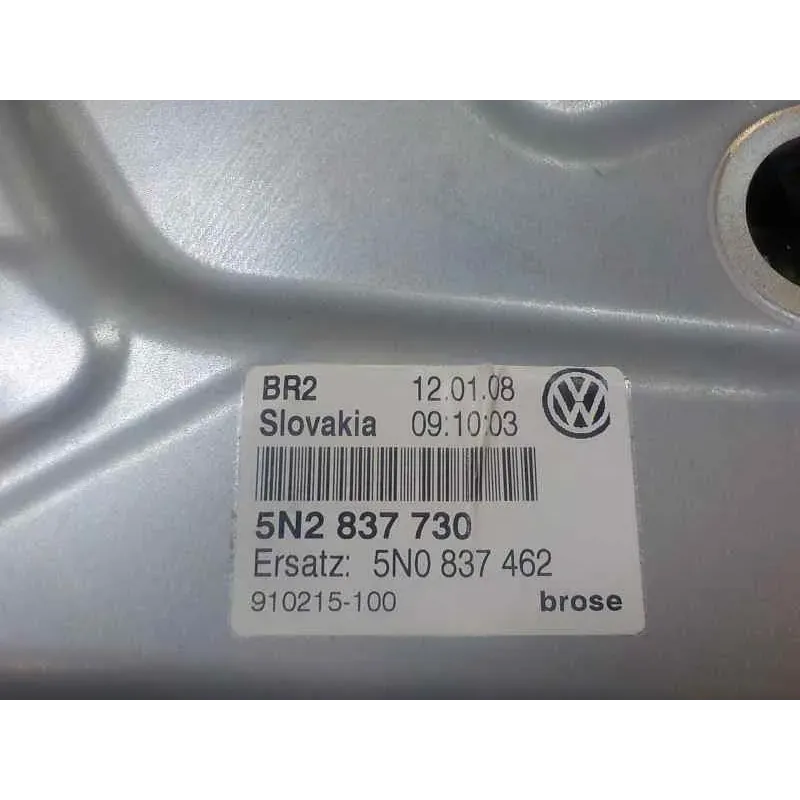 BR2 12.01.08
Slovakia 09:10:03
5N2 837 730
Ersatz: 5N0 837 462
910215-100 brose